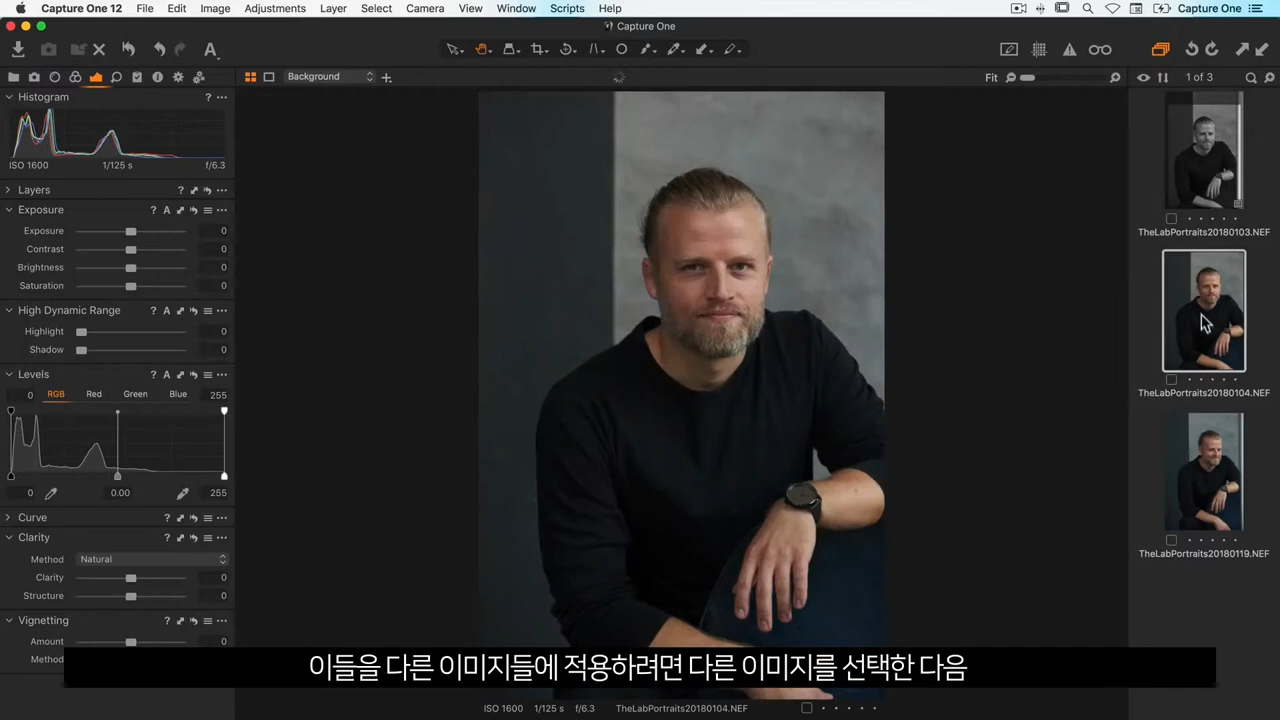 Capture One 12 File Edit Image Adjustments Layer Select Camera View Window Scripts Help Capture One
Capture One
Background Fit 1 of 3
Histogram
ISO 1600 1/125 s f/6.3
Layers
Exposure
Exposure 0
Contrast 0
Brightness 0
Saturation 0
High Dynamic Range
Highlight 0
Shadow 0
Levels
0 RGB Red Green Blue 255
0 0.00 255
Curve
Clarity
Method Natural
Clarity 0
Structure 0
Vignetting
Amount 0
Method
TheLabPortraits20180103.NEF
TheLabPortraits20180104.NEF
TheLabPortraits20180119.NEF
이들을 다른 이미지들에 적용하려면 다른 이미지를 선택한 다음
ISO 1600 1/125 s f/6.3 TheLabPortraits20180104.NEF